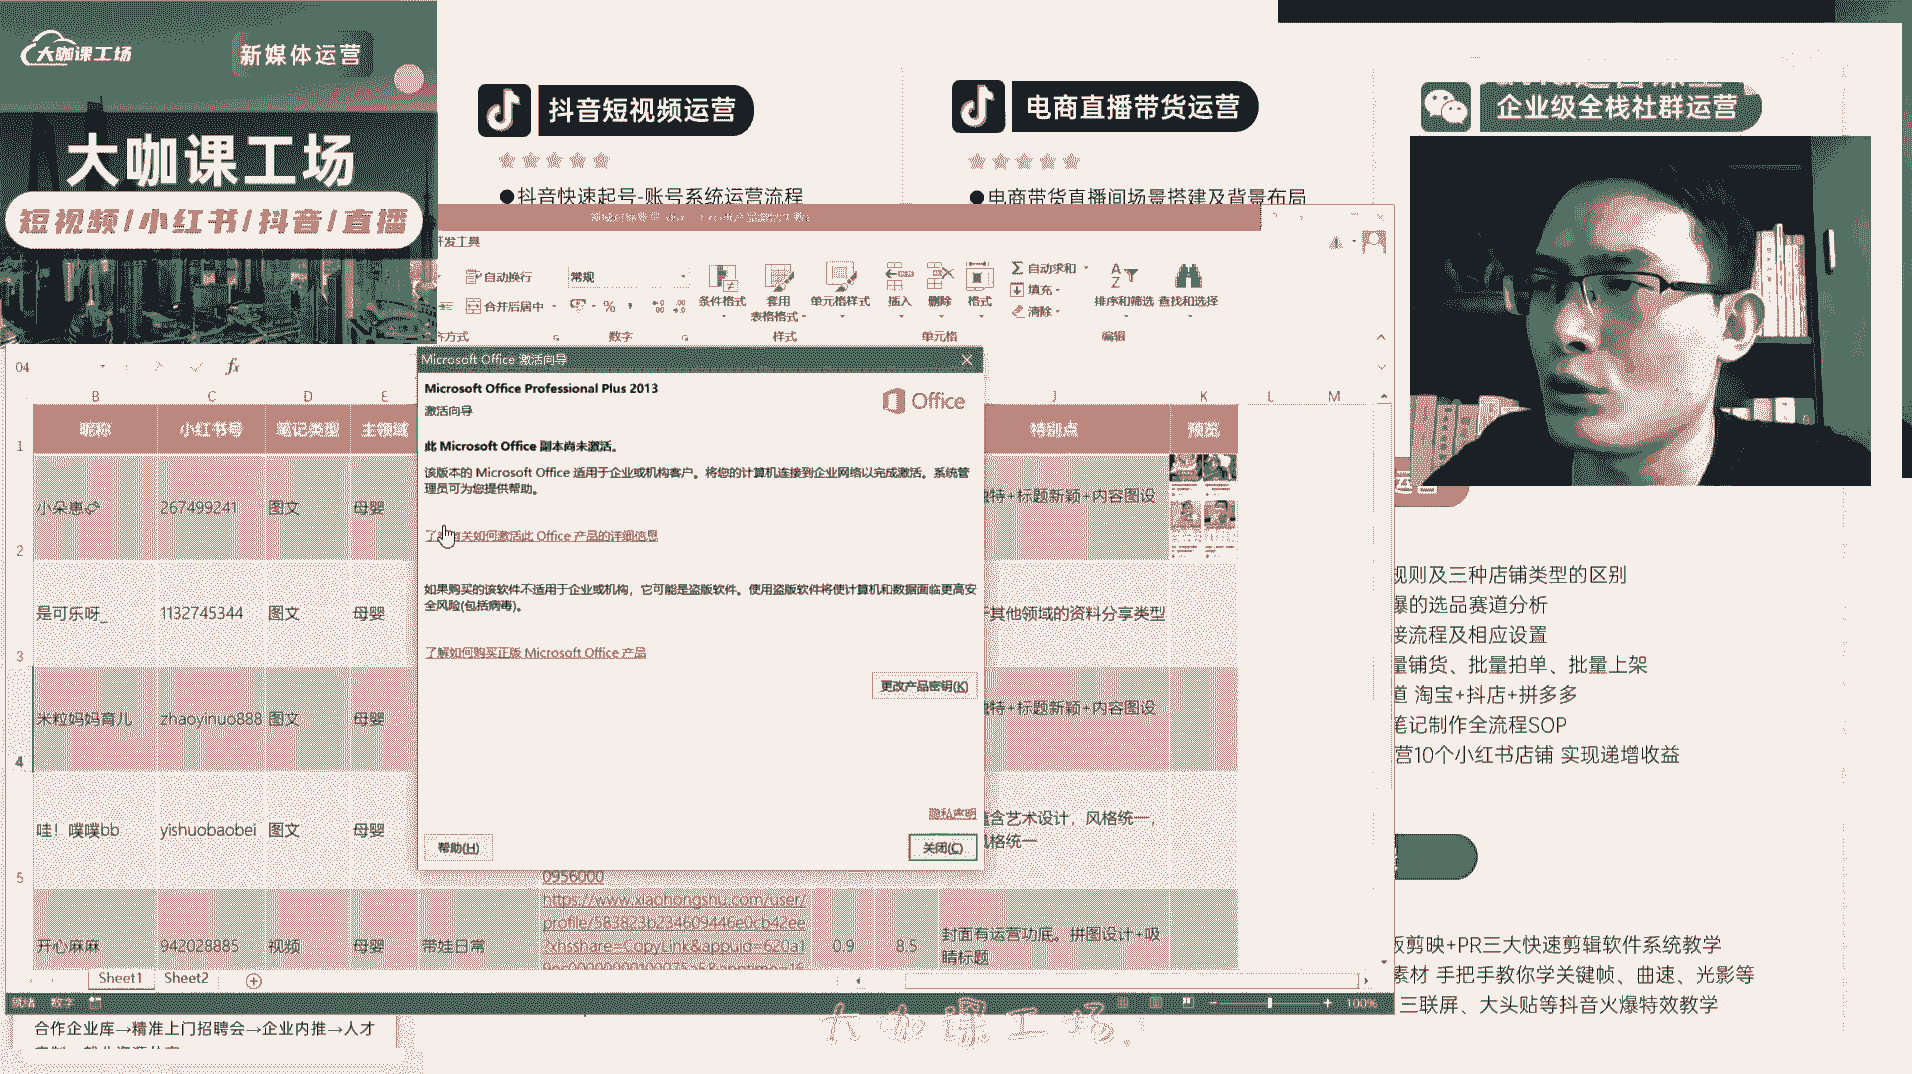 大咖课工场
新媒体运营
大咖课工场
短视频/小红书/抖音/直播
抖音短视频运营
●抖音快速起号-账号系统运营流程
电商直播带货运营
●电商带货直播间场景搭建及背景布局
企业级全栈社群运营
开发工具
自动换行
常规
合并后居中
%
条件格式
套用
表格格式
单元格样式
插入
删除
格式
自动求和
填充
清除
排序和筛选
查找和选择
齐方式
数字
样式
单元格
编辑
04
fx
B
C
D
E
J
K
L
M
1
昵称
小红书号
笔记类型
主领域
特别点
预览
2
267499241
图文
母婴
独特+标题新颖+内容图设
3
是可乐呀_
1132745344
图文
母婴
其他领域的资料分享类型
4
米粒妈妈育儿
zhaoyinuo888
图文
母婴
独特+标题新颖+内容图设
5
哇！噗噗bb
yishuobaobei
图文
母婴
含艺术设计，风格统一，
风格统一
0956000
开心麻麻
942028885
视频
母婴
带娃日常
https://www.xiaohongshu.com/user/
profile/583823b234609446e0cb42ee
?xhsshare=CopyLink&appuid=620a1
0.9
8.5
封面有运营功底。拼图设计+吸
睛标题
Microsoft Office 激活向导
Microsoft Office Professional Plus 2013
Office
激活向导
此 Microsoft Office 副本尚未激活。
该版本的 Microsoft Office 适用于企业或机构客户。将您的计算机连接到企业网络以完成激活。系统管
理员可为您提供帮助。
了解有关如何激活此 Office 产品的详细信息
如果购买的该软件不适用于企业或机构，它可能是盗版软件。使用盗版软件将使计算机和数据面临更高安
全风险(包括病毒)。
了解如何购买正版 Microsoft Office 产品
更改产品密钥(K)
隐私声明
帮助(H)
关闭(C)
Sheet1
Sheet2
就绪
数字
100%
规则及三种店铺类型的区别
爆的选品赛道分析
接流程及相应设置
量铺货、批量拍单、批量上架
道 淘宝+抖店+拼多多
笔记制作全流程SOP
营10个小红书店铺 实现递增收益
版剪映+PR三大快速剪辑软件系统教学
素材 手把手教你学关键帧、曲速、光影等
三联屏、大头贴等抖音火爆特效教学
合作企业库→精准上门招聘会→企业内推→人才
大咖课工场.